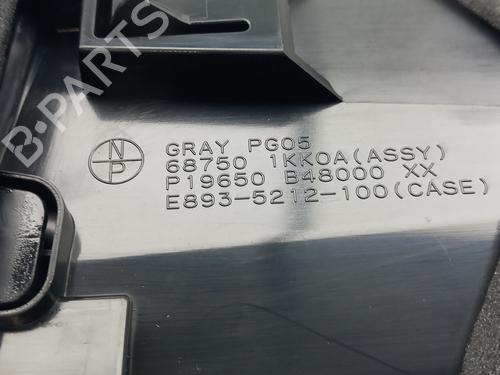 B-PARTS
N
P
GRAY PG05
68750 1KK0A(ASSY)
P19650 B48000 XX
E893-5212-100(CASE)